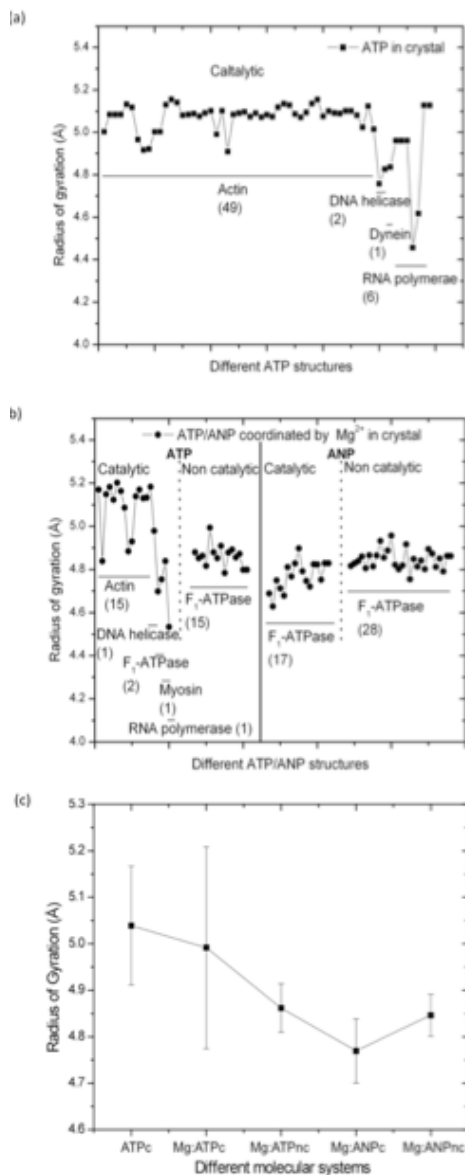 (a)
ATP in crystal
Caltalytic
Radius of gyration (Å)
5.4
5.2
5.0
4.8
4.6
4.4
4.2
4.0
Actin
(49)
DNA helicase
(2)
Dynein
(1)
RNA polymerae
(6)
Different ATP structures
b)
ATP/ANP coordinated by Mg2+ in crystal
ATP
ANP
Catalytic
Non catalytic
Catalytic
Non catalytic
Radius of gyration (Å)
5.4
5.2
5.0
4.8
4.6
4.4
4.2
4.0
Actin
(15)
DNA helicase
(1)
F1-ATPase
(2)
Myosin
(1)
RNA polymerase (1)
F1-ATPase
(15)
F1-ATPase
(17)
F1-ATPase
(28)
Different ATP/ANP structures
(c)
Radius of Gyration (Å)
5.3
5.2
5.1
5.0
4.9
4.8
4.7
4.6
ATPc
Mg:ATPc
Mg:ATPnc
Mg:ANPc
Mg:ANPnc
Different molecular systems